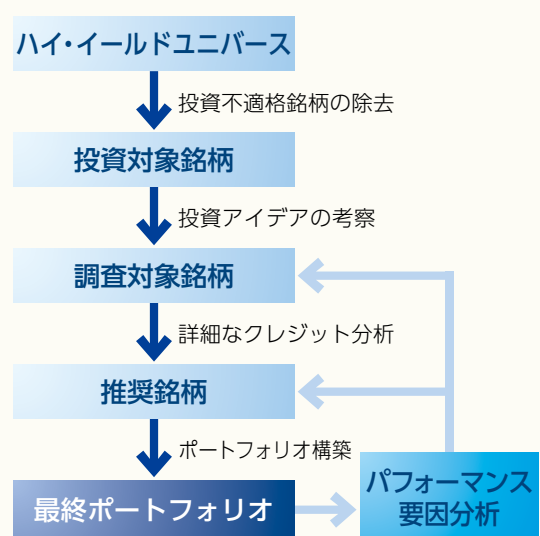 ハイ・イールドユニバース
投資不適格銘柄の除去
投資対象銘柄
投資アイデアの考察
調査対象銘柄
詳細なクレジット分析
推奨銘柄
ポートフォリオ構築
最終ポートフォリオ
パフォーマンス
要因分析